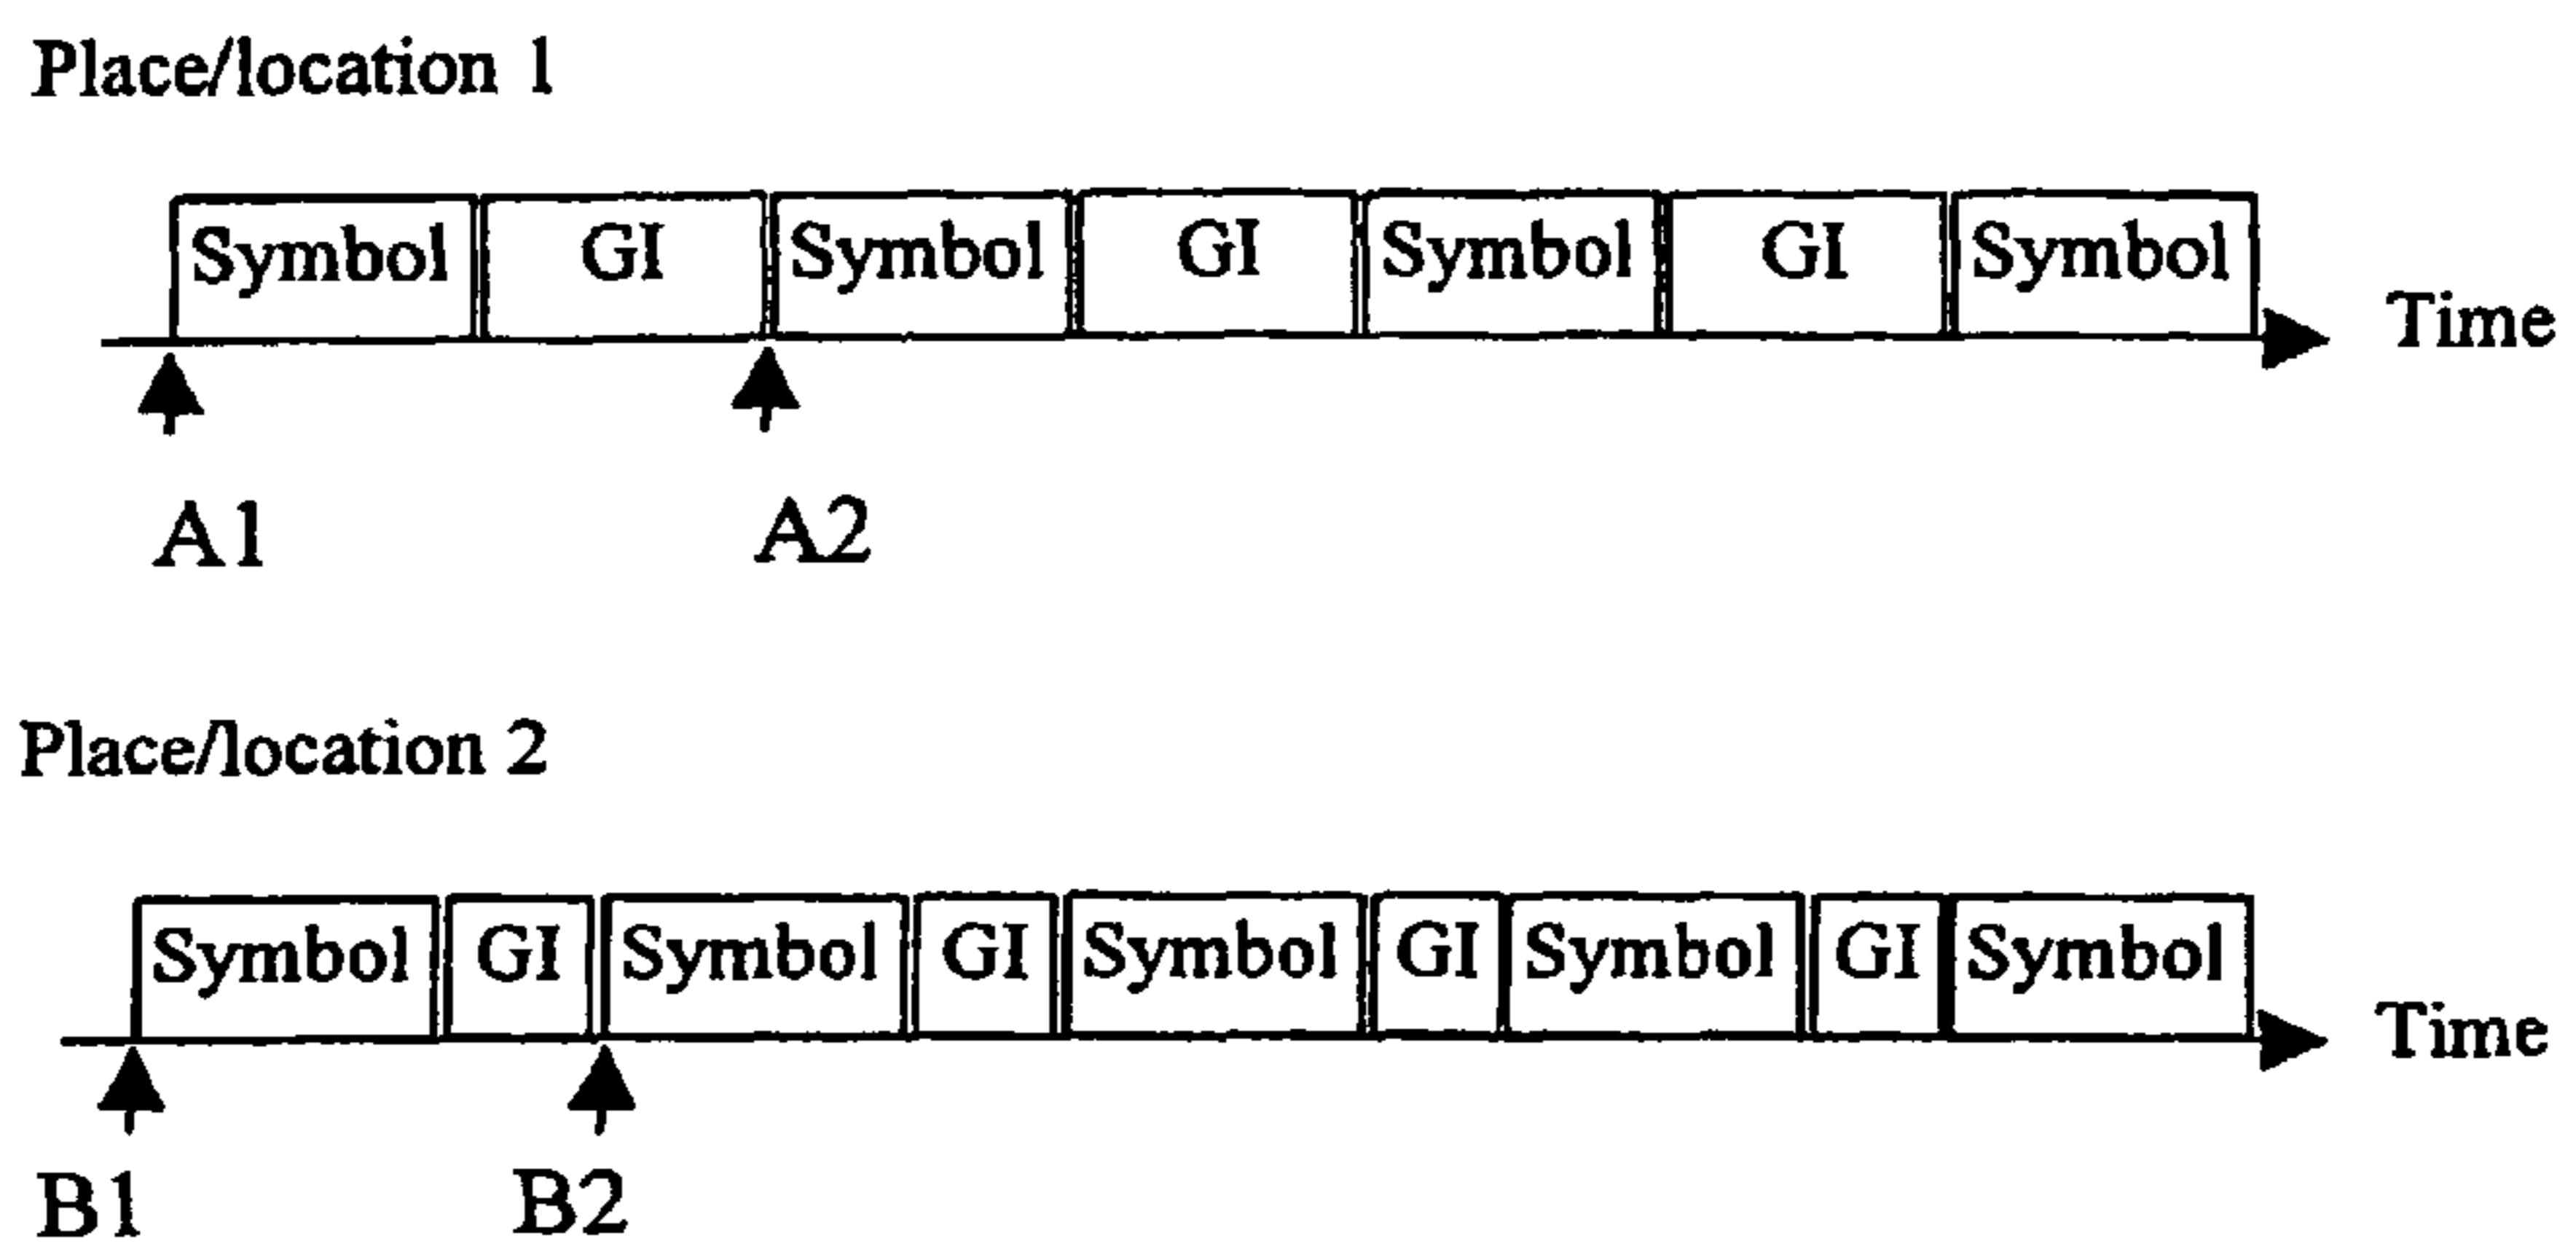 Place/location 1
Symbol GI Symbol GI Symbol GI Symbol
Time
A1 A2
Place/location 2
Symbol GI Symbol GI Symbol GI Symbol GI Symbol
Time
B1 B2